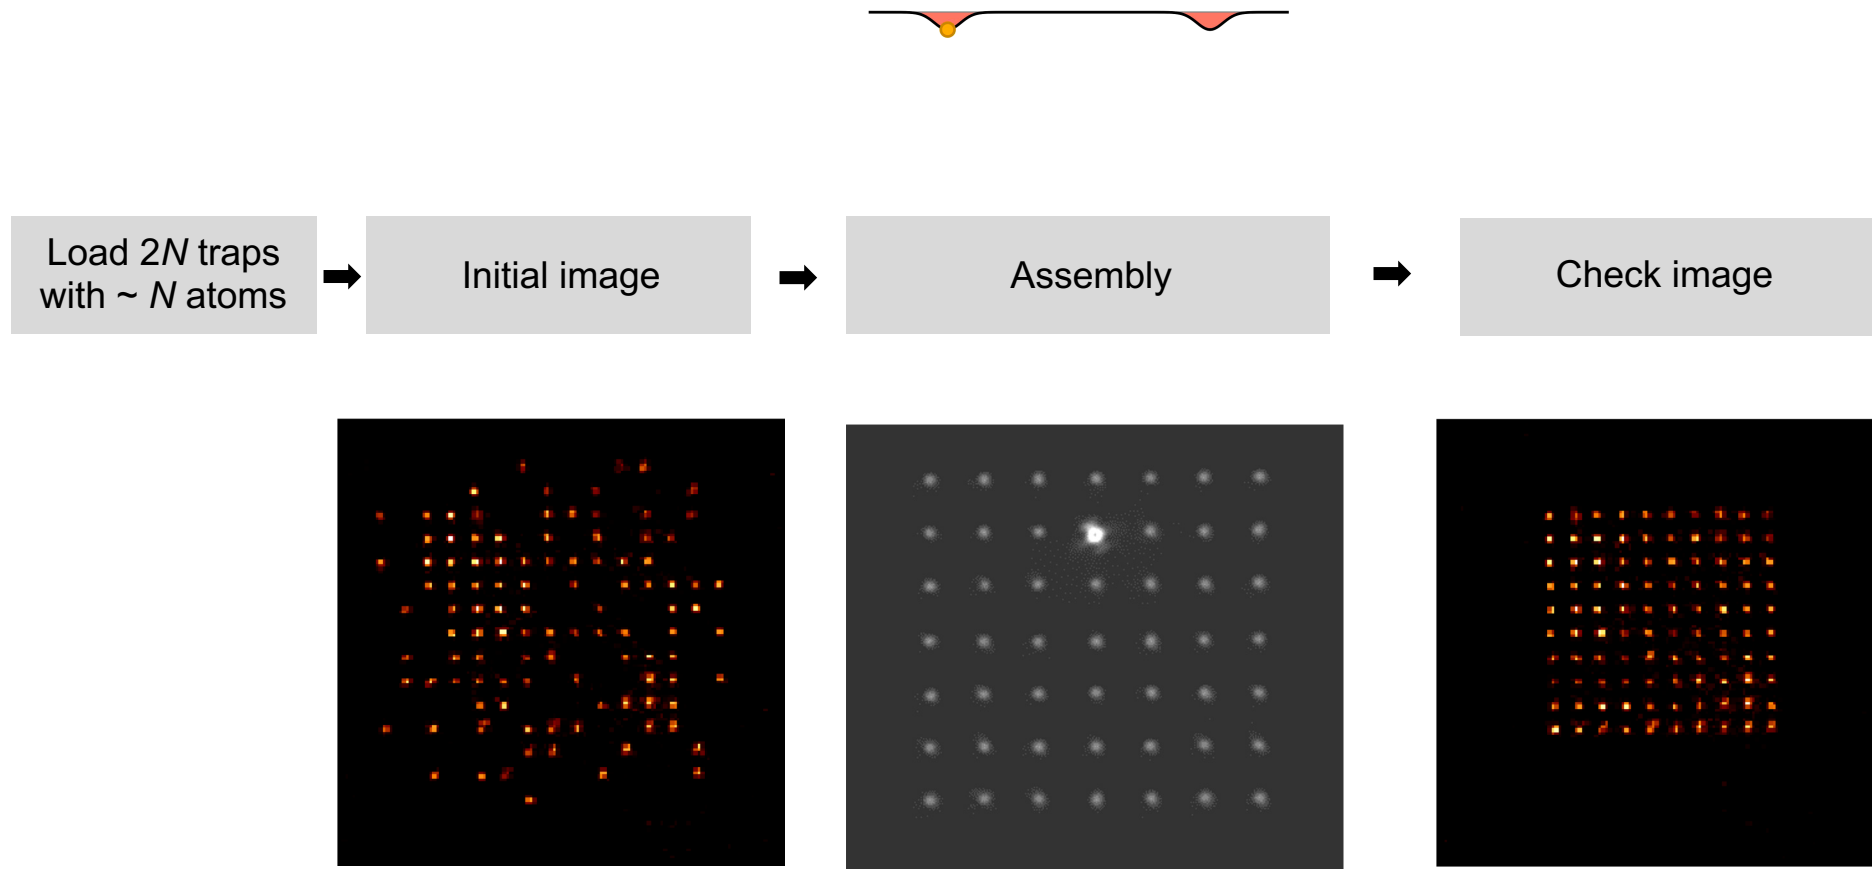 Load 2N traps
with ~ N atoms
Initial image
Assembly
Check image